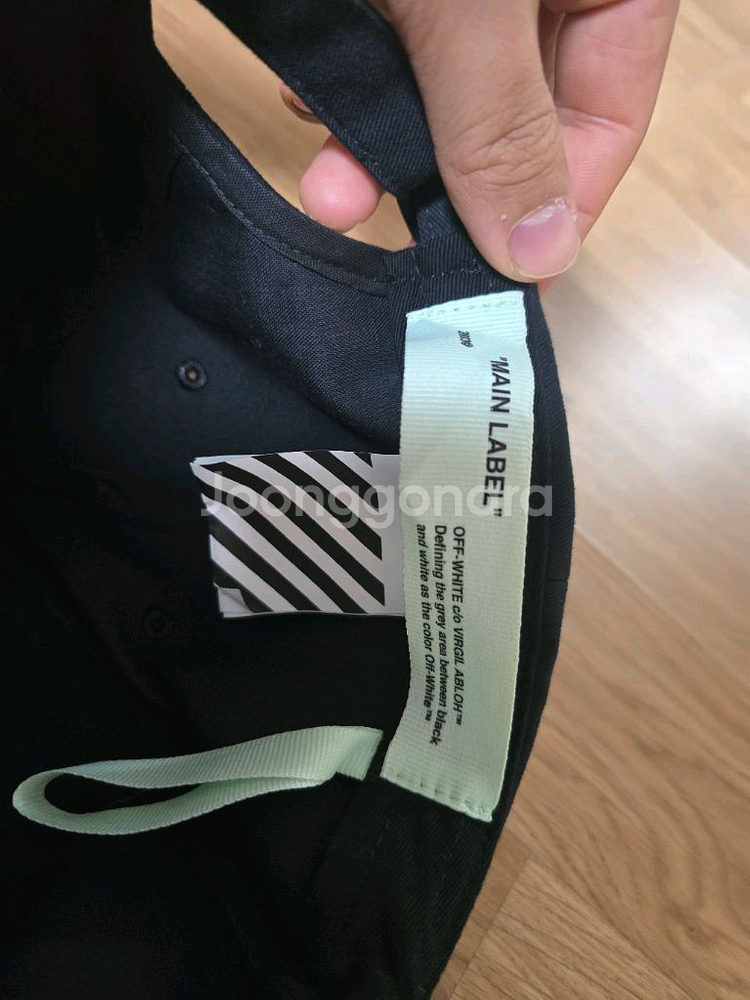 "MAIN LABEL"
OFF-WHITE c/o VIRGIL ABLOH™
Defining the grey area between black
and white as the color Off-White™
Joonggonara